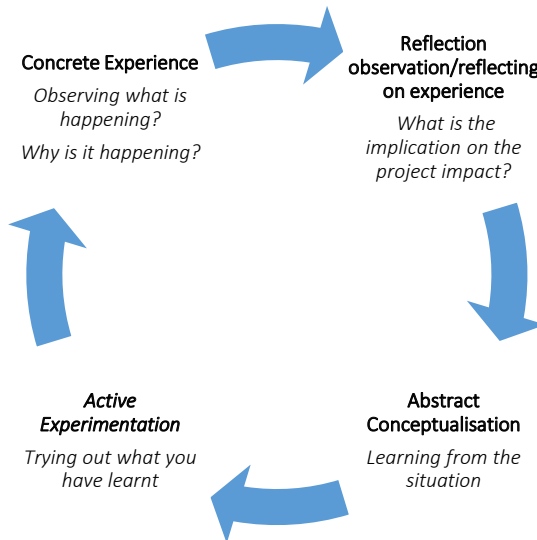 Concrete Experience
Observing what is
happening?
Why is it happening?
Reflection
observation/reflecting
on experience
What is the
implication on the
project impact?
Abstract
Conceptualisation
Learning from the
situation
Active
Experimentation
Trying out what you
have learnt